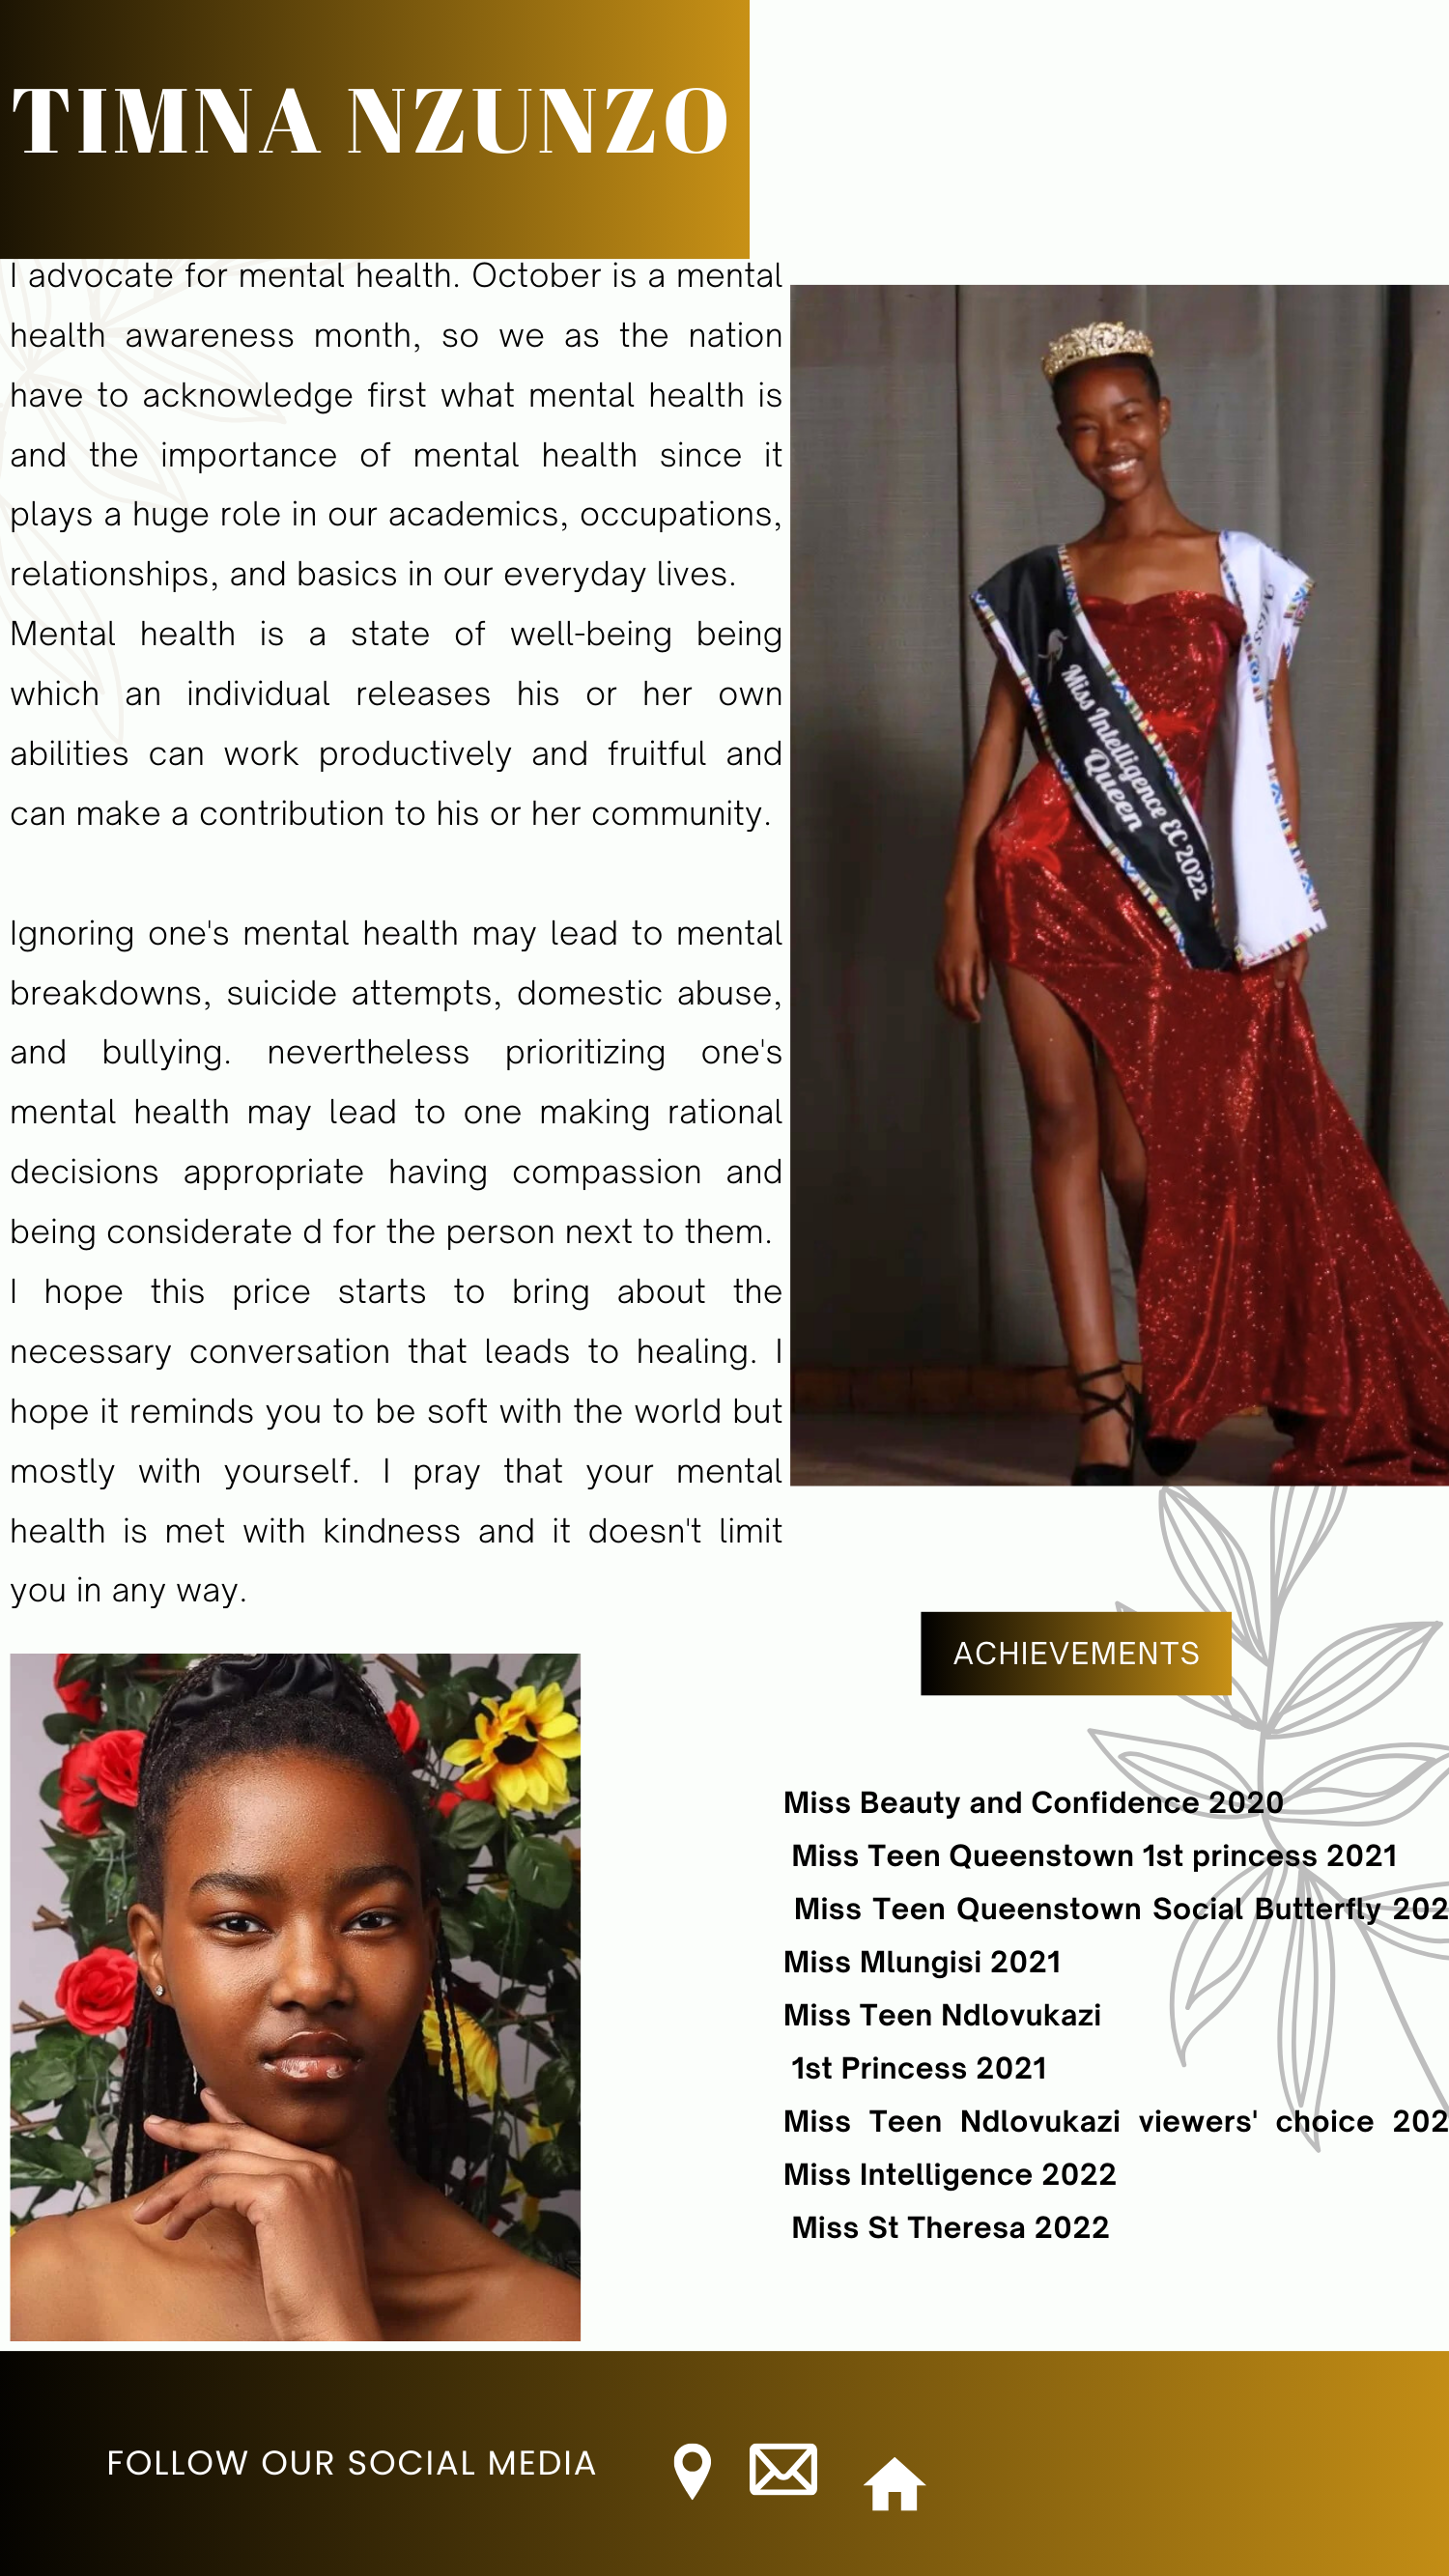 TIMNA NZUNZO
I advocate for mental health. October is a mental
health awareness month, so we as the nation
have to acknowledge first what mental health is
and the importance of mental health since it
plays a huge role in our academics, occupations,
relationships, and basics in our everyday lives.
Mental health is a state of well-being being
which an individual releases his or her own
abilities can work productively and fruitful and
can make a contribution to his or her community.
Ignoring one's mental health may lead to mental
breakdowns, suicide attempts, domestic abuse,
and bullying. nevertheless prioritizing one's
mental health may lead to one making rational
decisions appropriate having compassion and
being considerate d for the person next to them.
I hope this price starts to bring about the
necessary conversation that leads to healing. I
hope it reminds you to be soft with the world but
mostly with yourself. I pray that your mental
health is met with kindness and it doesn't limit
you in any way.
Miss Intelligence EC 2022
Queen
Miss
ACHIEVEMENTS
Miss Beauty and Confidence 2020
Miss Teen Queenstown 1st princess 2021
Miss Teen Queenstown Social Butterfly 202
Miss Mlungisi 2021
Miss Teen Ndlovukazi
1st Princess 2021
Miss Teen Ndlovukazi viewers' choice 202
Miss Intelligence 2022
Miss St Theresa 2022
FOLLOW OUR SOCIAL MEDIA